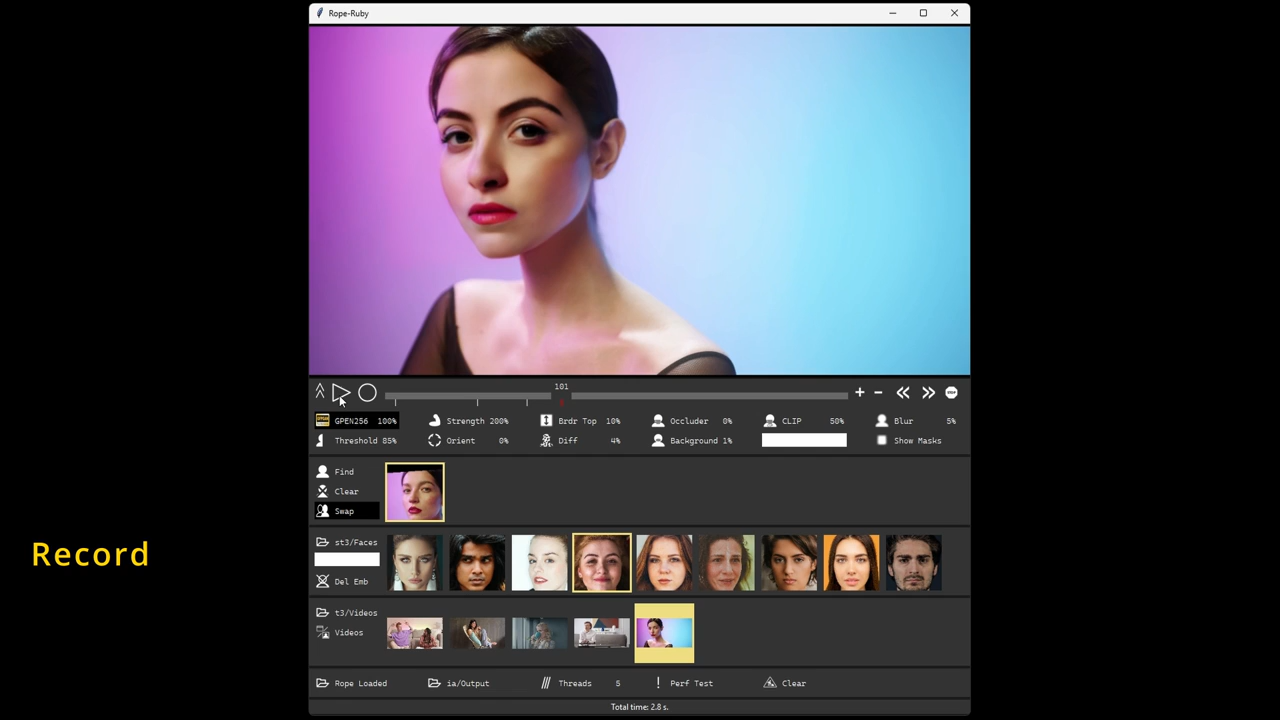 Rope-Ruby
101
GPEN256 100%
Strength 200%
Brdr Top 10%
Occluder 0%
CLIP 50%
Blur 5%
Threshold 85%
Orient 0%
Diff 4%
Background 1%
Show Masks
Find
Clear
Swap
Record
st3/Faces
Del Emb
t3/Videos
Videos
Rope Loaded
ia/Output
Threads 5
Perf Test
Clear
Total time: 2.8 s.